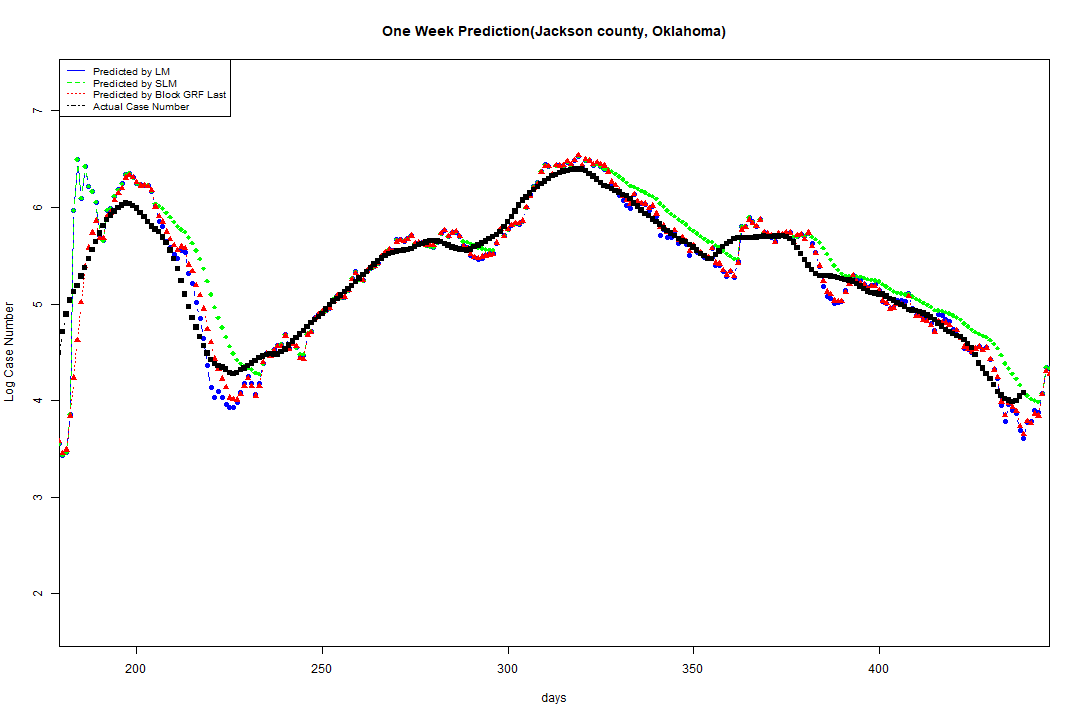 One Week Prediction(Jackson county, Oklahoma)
Predicted by LM
Predicted by SLM
Predicted by Block GRF Last
Actual Case Number
7
6
5
4
3
2
Log Case Number
200 250 300 350 400
days